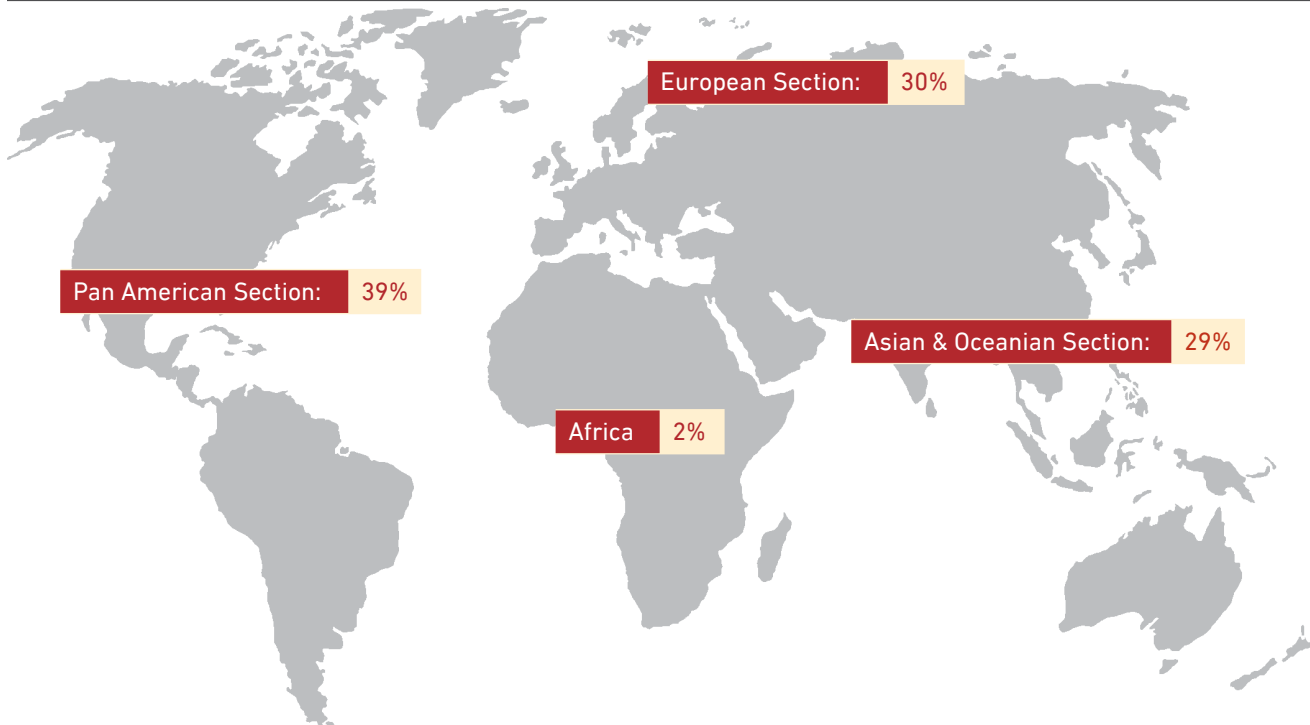 European Section: 30%
Pan American Section: 39%
Asian & Oceanian Section: 29%
Africa 2%